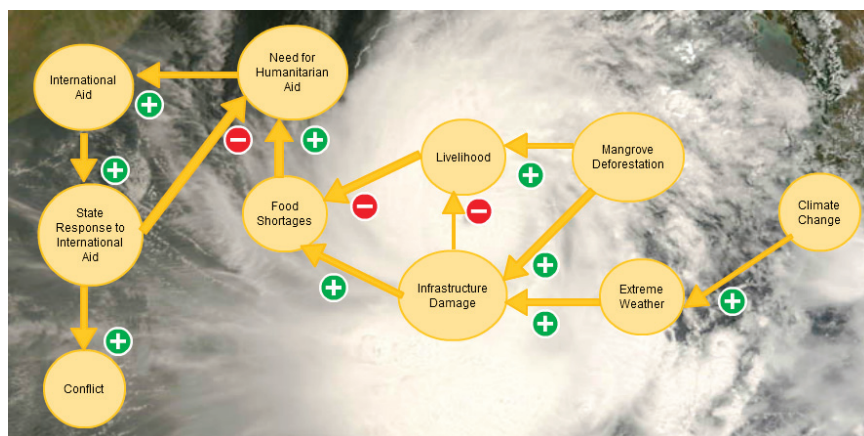 Need for
Humanitarian
Aid
International
Aid
Livelihood
Mangrove
Deforestation
State
Response to
International
Aid
Food
Shortages
Climate
Change
Infrastructure
Damage
Extreme
Weather
Conflict